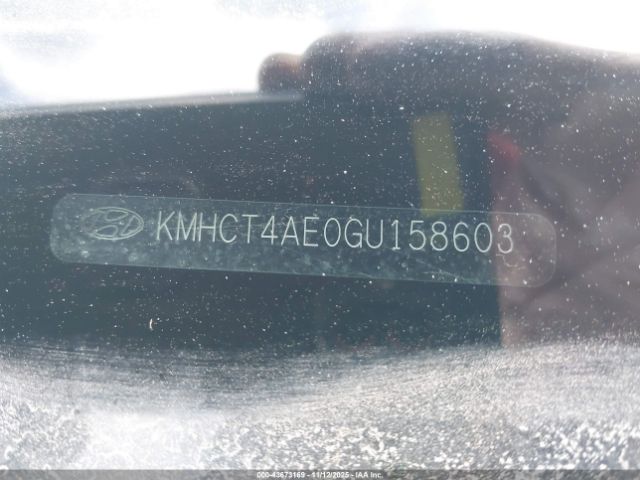 KMHCT4AE0GU158603
000-43673169 - 11/12/2025 - IAA Inc.